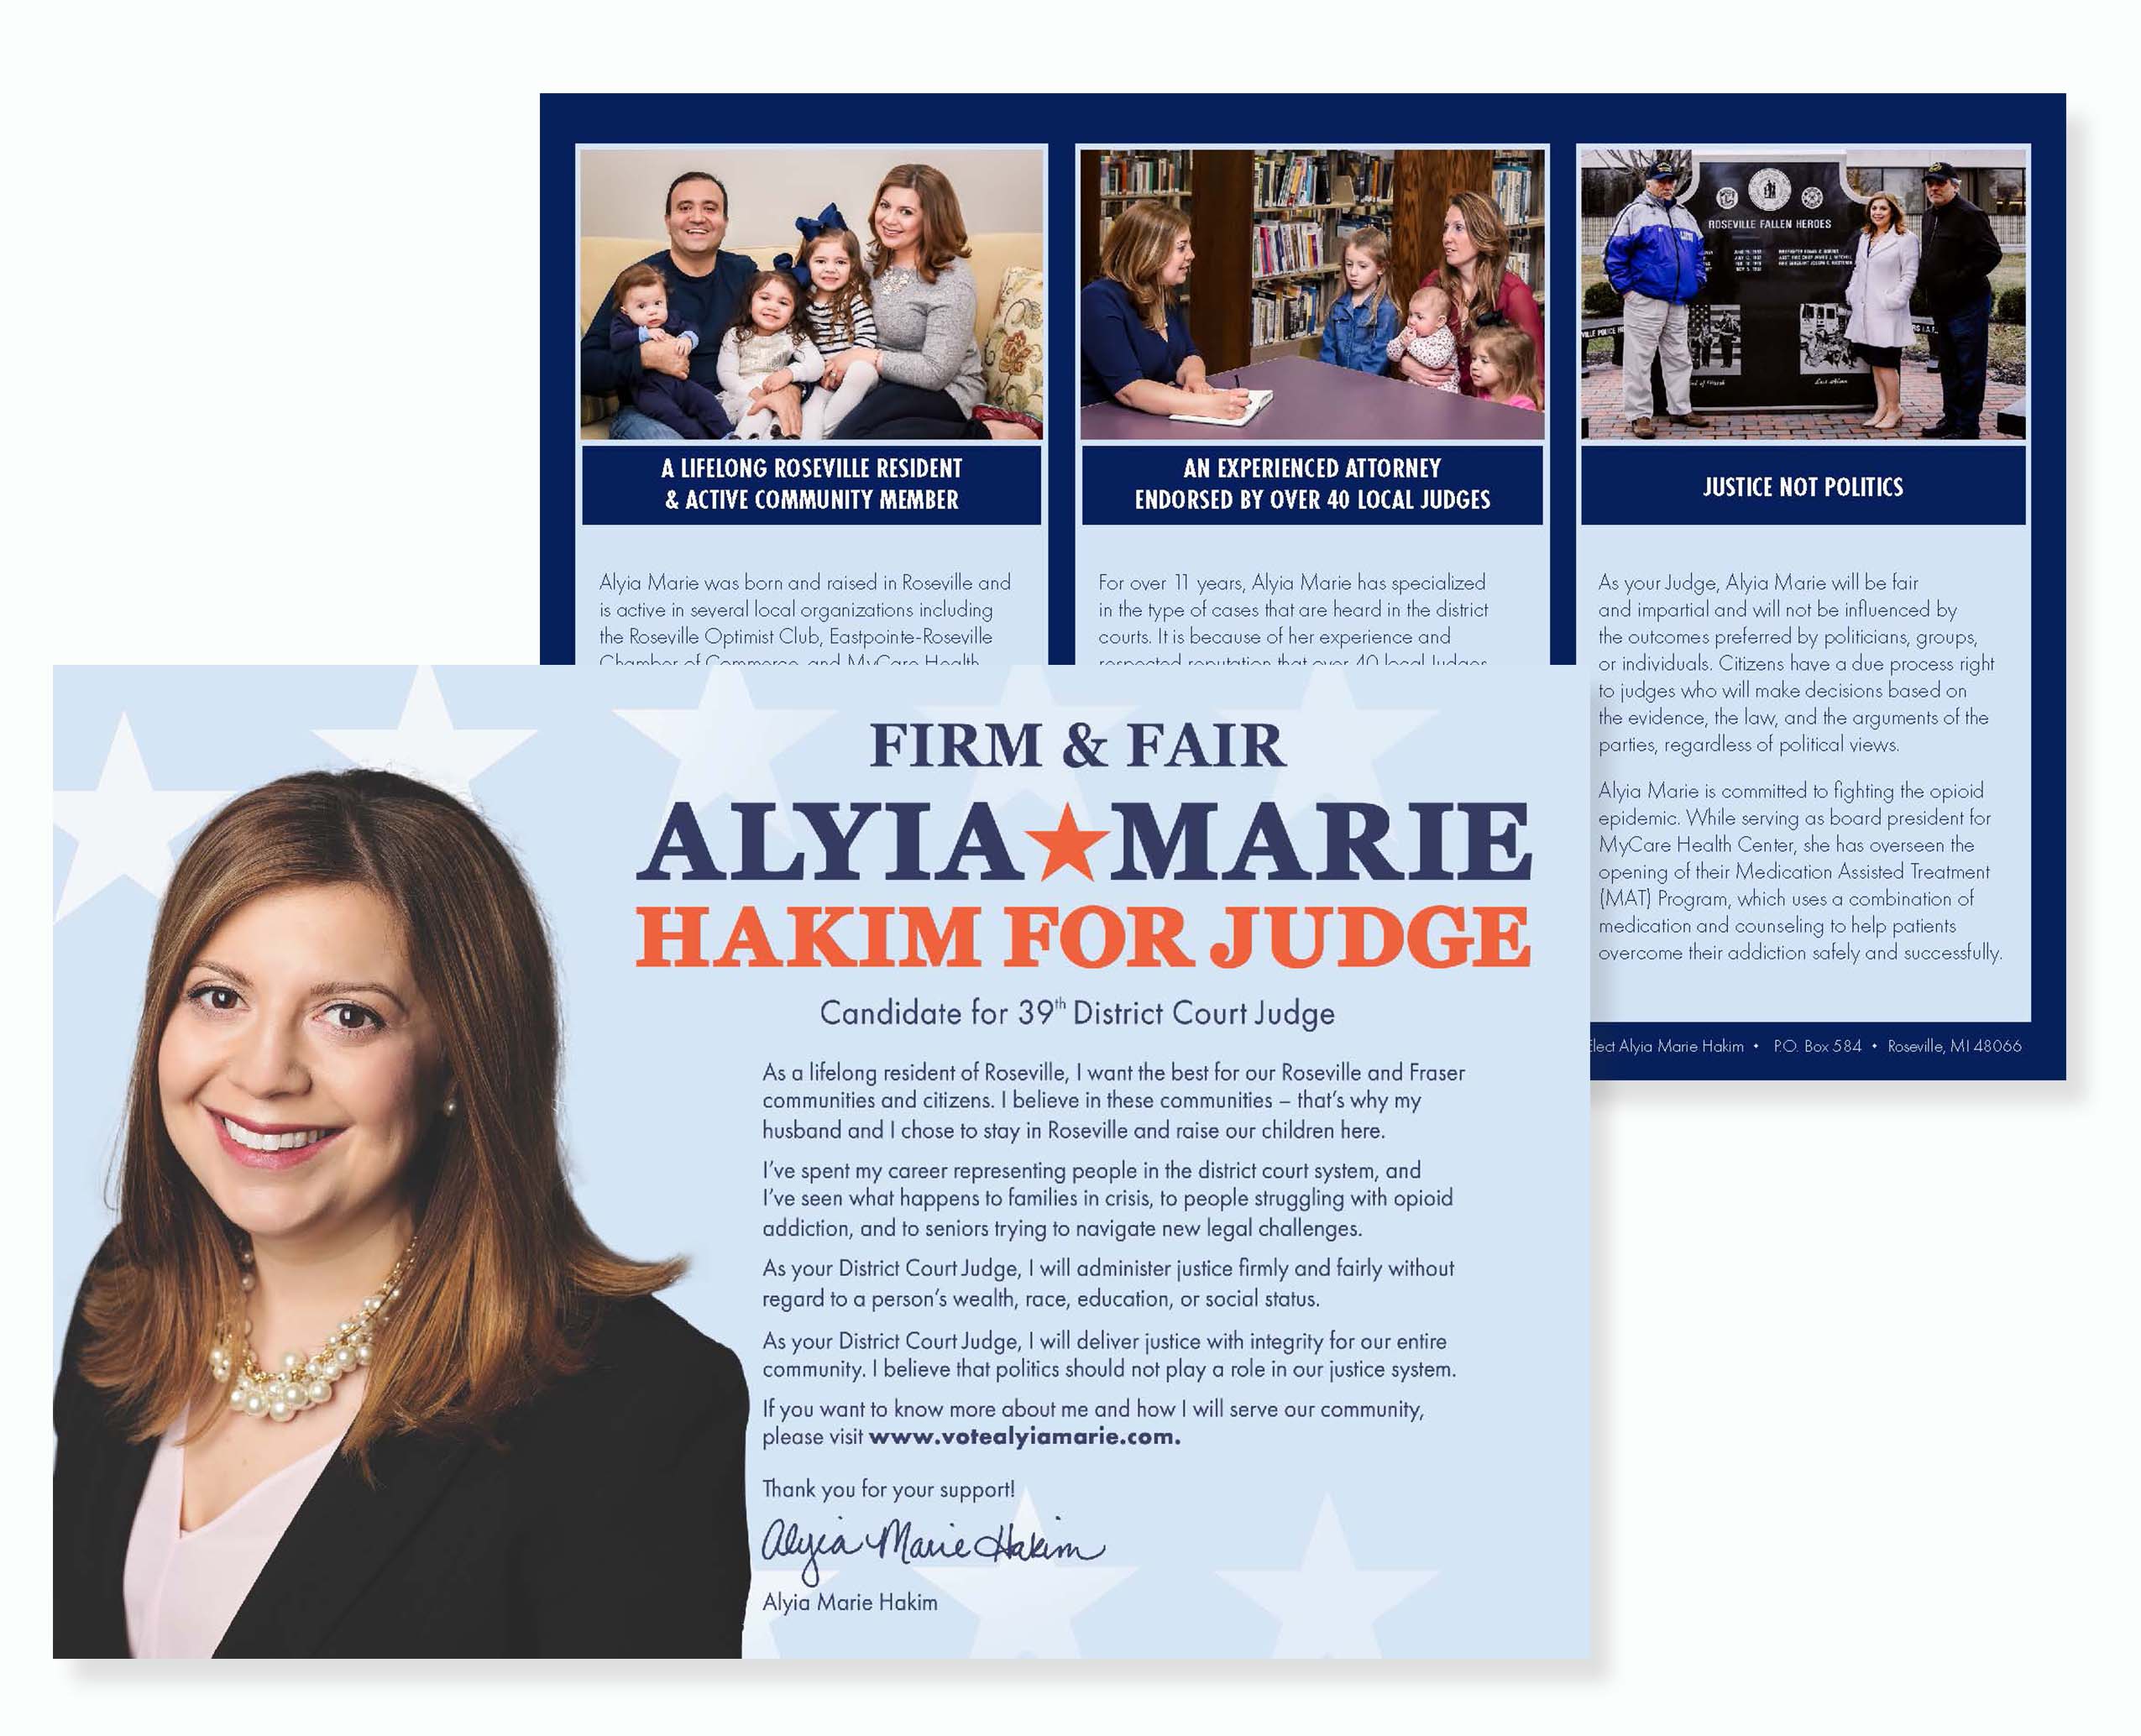 ROSEVILLE FALLEN HEROES
A LIFELONG ROSEVILLE RESIDENT
& ACTIVE COMMUNITY MEMBER
Alyia Marie was born and raised in Roseville and
is active in several local organizations including
the Roseville Optimist Club, Eastpointe-Roseville
Chamber of Commerce, and MyCare Health
AN EXPERIENCED ATTORNEY
ENDORSED BY OVER 40 LOCAL JUDGES
For over 11 years, Alyia Marie has specialized
in the type of cases that are heard in the district
courts. It is because of her experience and
respected reputation that over 40 local Judges
JUSTICE NOT POLITICS
As your Judge, Alyia Marie will be fair
and impartial and will not be influenced by
the outcomes preferred by politicians, groups,
or individuals. Citizens have a due process right
to judges who will make decisions based on
the evidence, the law, and the arguments of the
parties, regardless of political views.
Alyia Marie is committed to fighting the opioid
epidemic. While serving as board president for
MyCare Health Center, she has overseen the
opening of their Medication Assisted Treatment
(MAT) Program, which uses a combination of
medication and counseling to help patients
overcome their addiction safely and successfully.
Elect Alyia Marie Hakim • P.O. Box 584 • Roseville, MI 48066
FIRM & FAIR
ALYIA★MARIE
HAKIM FOR JUDGE
Candidate for 39th District Court Judge
As a lifelong resident of Roseville, I want the best for our Roseville and Fraser
communities and citizens. I believe in these communities – that's why my
husband and I chose to stay in Roseville and raise our children here.
I've spent my career representing people in the district court system, and
I've seen what happens to families in crisis, to people struggling with opioid
addiction, and to seniors trying to navigate new legal challenges.
As your District Court Judge, I will administer justice firmly and fairly without
regard to a person's wealth, race, education, or social status.
As your District Court Judge, I will deliver justice with integrity for our entire
community. I believe that politics should not play a role in our justice system.
If you want to know more about me and how I will serve our community,
please visit www.votealyiamarie.com.
Thank you for your support!
Alyia Marie Hakim
Alyia Marie Hakim